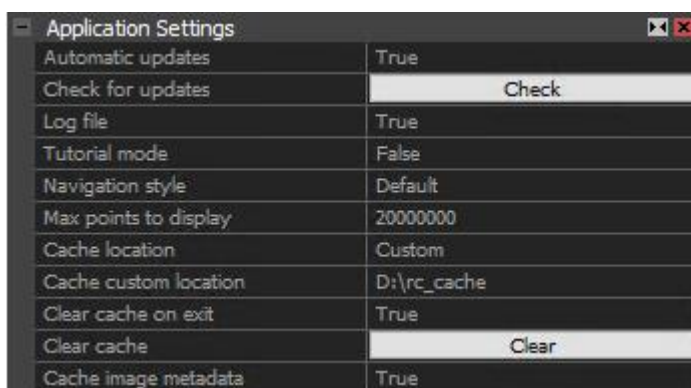 Application Settings
Automatic updates True
Check for updates Check
Log file True
Tutorial mode False
Navigation style Default
Max points to display 20000000
Cache location Custom
Cache custom location D:\rc_cache
Clear cache on exit True
Clear cache Clear
Cache image metadata True